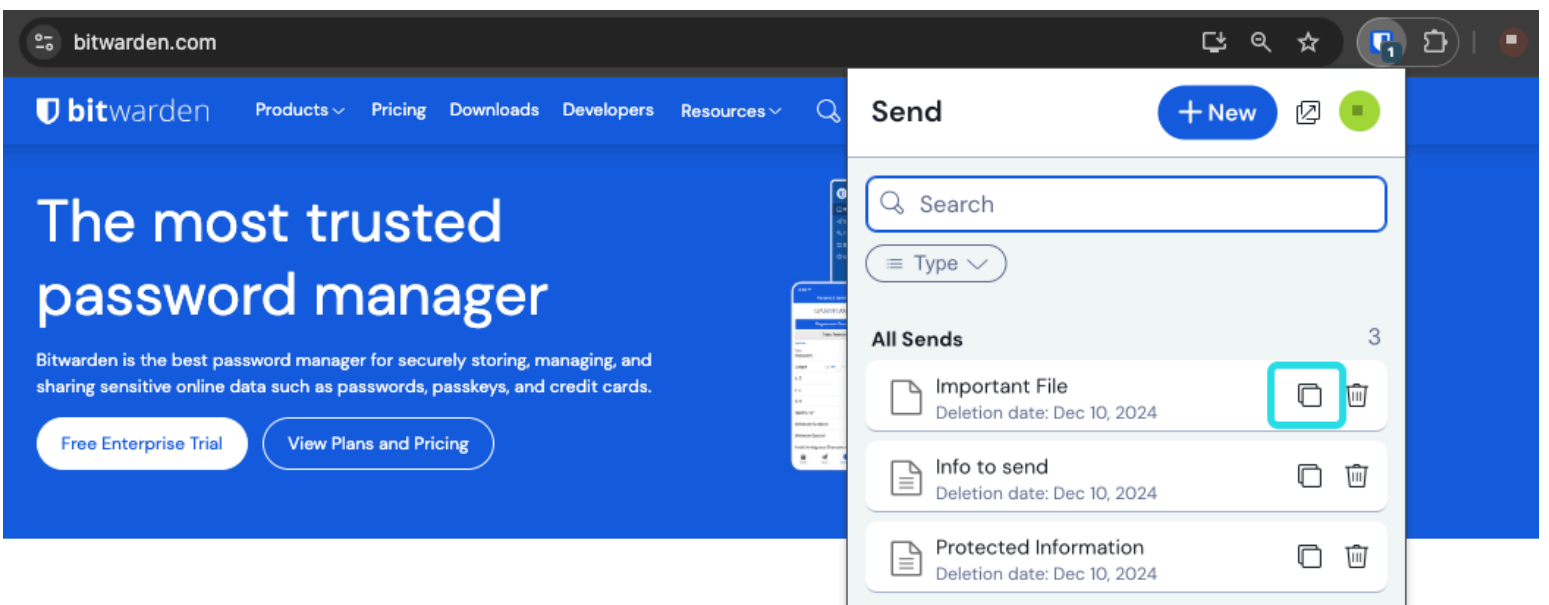 bitwarden.com
1
bitwarden Products Pricing Downloads Developers Resources
The most trusted
password manager
Bitwarden is the best password manager for securely storing, managing, and
sharing sensitive online data such as passwords, passkeys, and credit cards.
Free Enterprise Trial View Plans and Pricing
Send
+ New
Search
Type
All Sends 3
Important File
Deletion date: Dec 10, 2024
Info to send
Deletion date: Dec 10, 2024
Protected Information
Deletion date: Dec 10, 2024